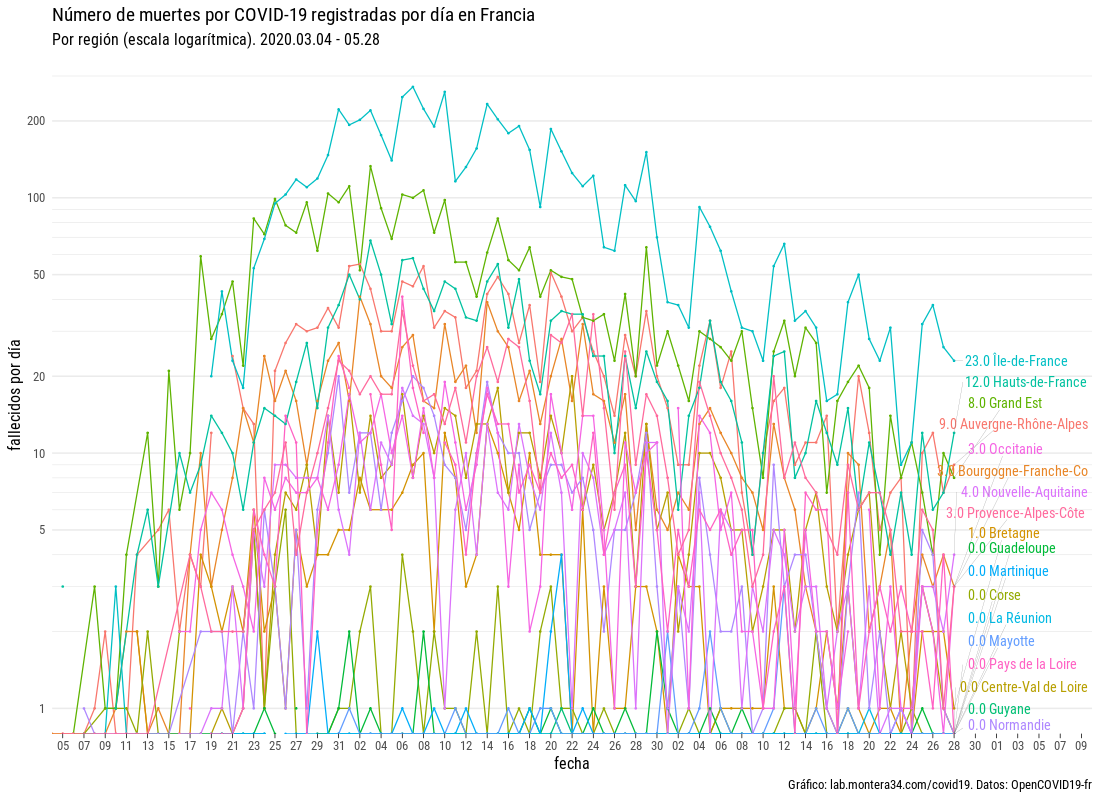 Número de muertes por COVID-19 registradas por día en Francia
Por región (escala logarítmica). 2020.03.04 - 05.28
fallecidos por día
200
100
50
20
10
5
1
23.0 Île-de-France
12.0 Hauts-de-France
8.0 Grand Est
9.0 Auvergne-Rhône-Alpes
3.0 Occitanie
Bourgogne-Franche-Co
4.0 Nouvelle-Aquitaine
3.0 Provence-Alpes-Côte
1.0 Bretagne
0.0 Guadeloupe
0.0 Martinique
0.0 Corse
0.0 La Réunion
0.0 Mayotte
0.0 Pays de la Loire
0.0 Centre-Val de Loire
0.0 Guyane
0.0 Normandie
05 07 09 11 13 15 17 19 21 23 25 27 29 31 02 04 06 08 10 12 14 16 18 20 22 24 26 28 30 02 04 06 08 10 12 14 16 18 20 22 24 26 28 30 01 03 05 07 09
fecha
Gráfico: lab.montera34.com/covid19. Datos: OpenCOVID19-fr